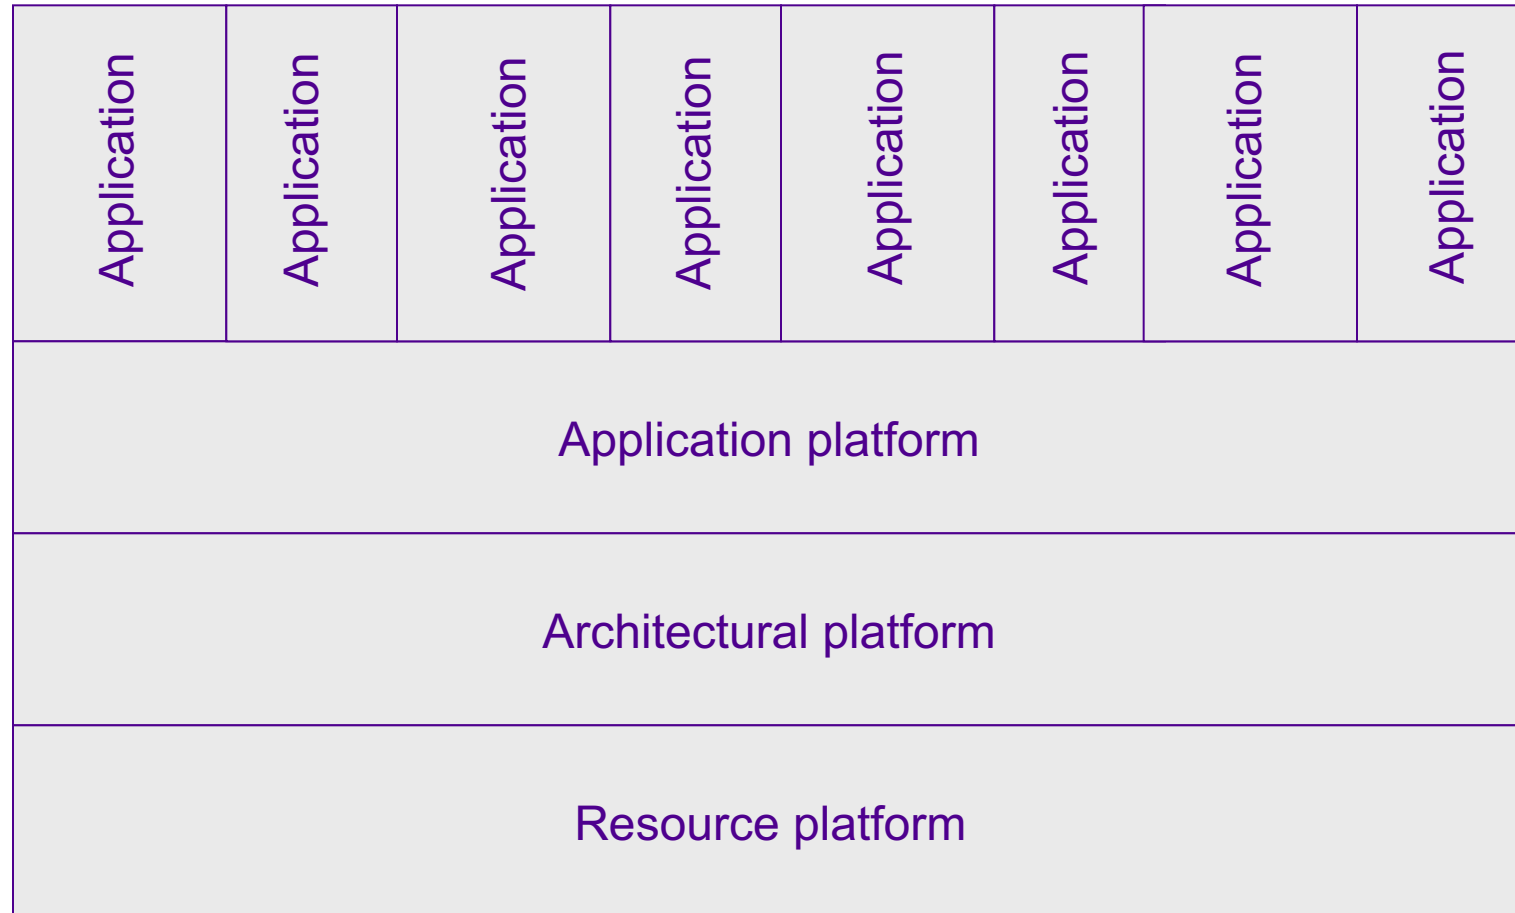 Application
Application
Application
Application
Application
Application
Application
Application
Application platform
Architectural platform
Resource platform